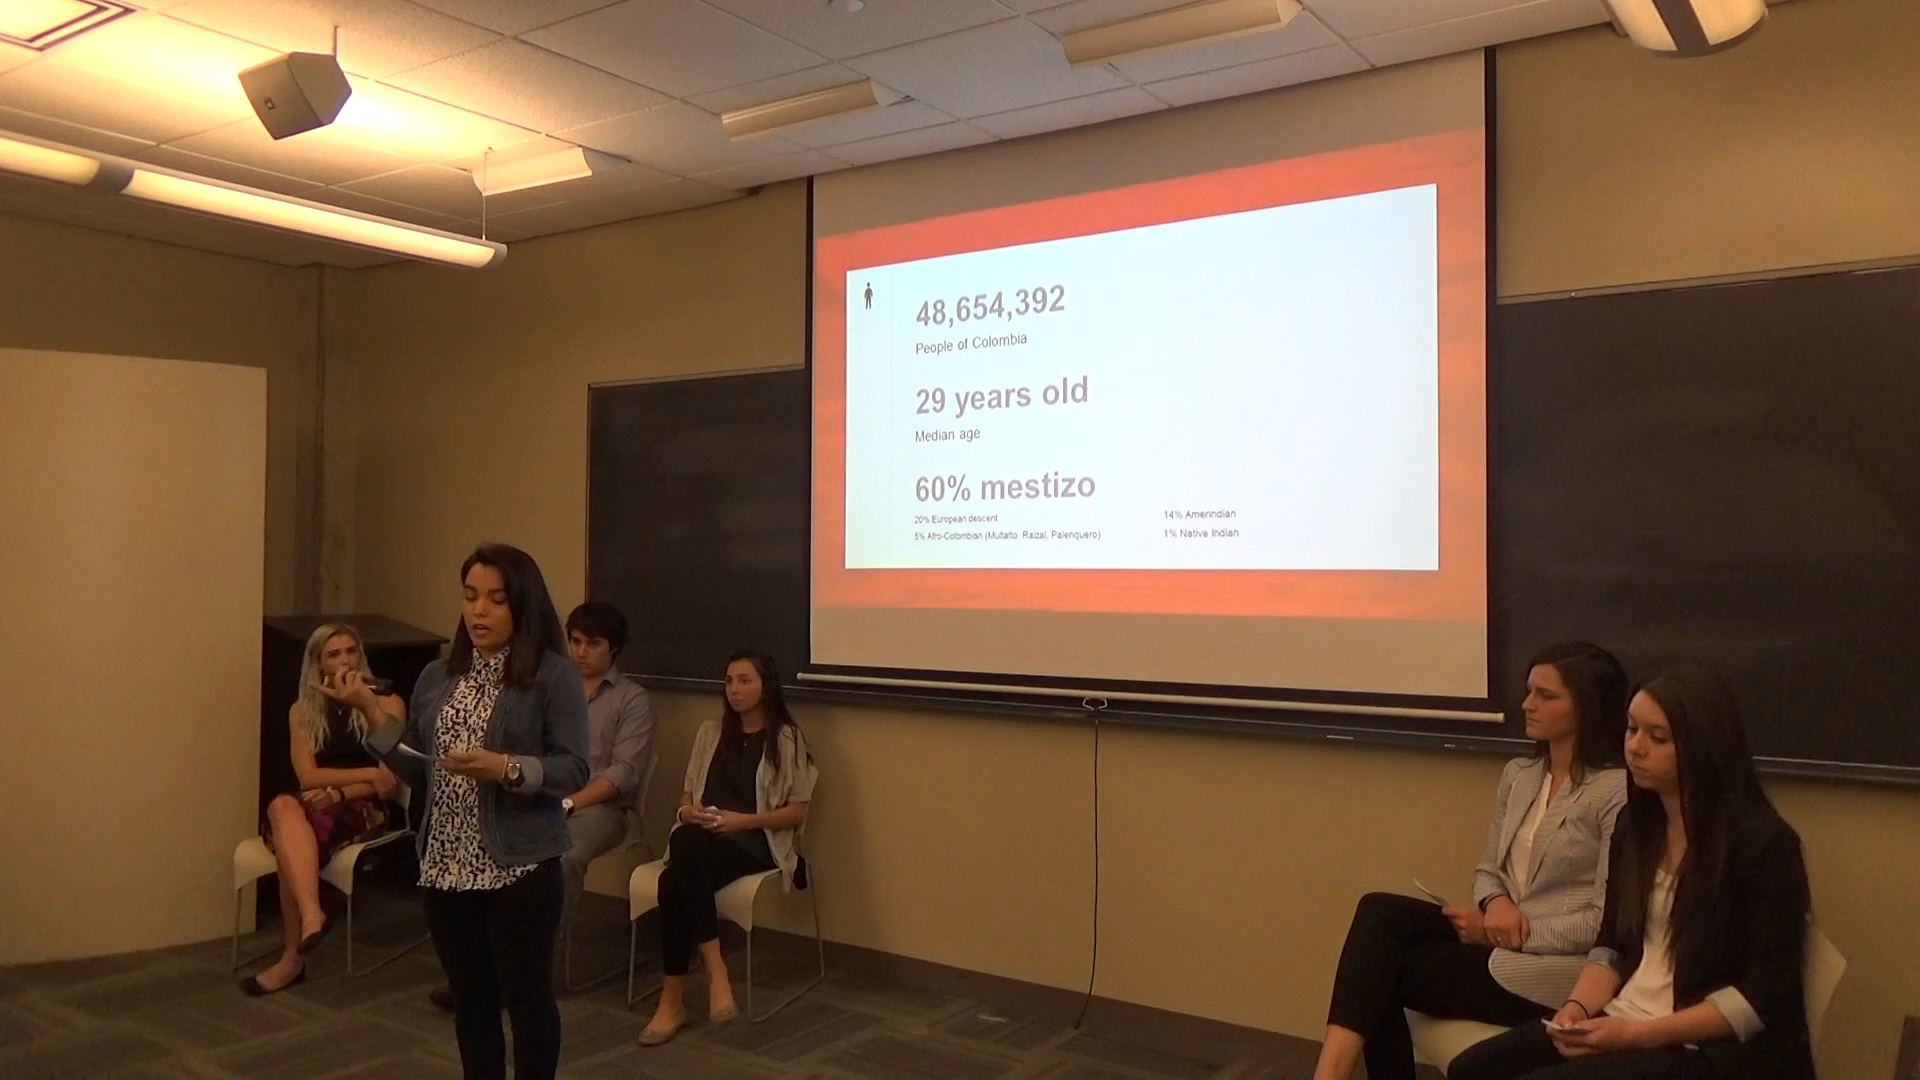 48,654,392
People of Colombia
29 years old
Median age
60% mestizo
20% European descent
14% Amerindian
5% Afro-Colombian (Multatto, Raizal, Palenquero)
1% Native Indian